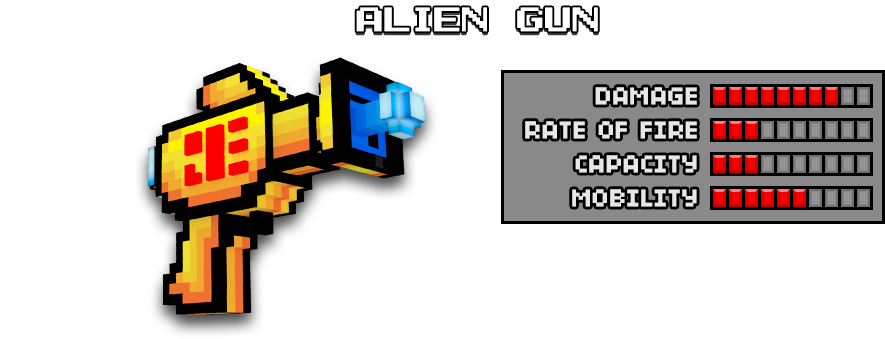 ALIEN GUN
DAMAGE
RATE OF FIRE
CAPACITY
MOBILITY